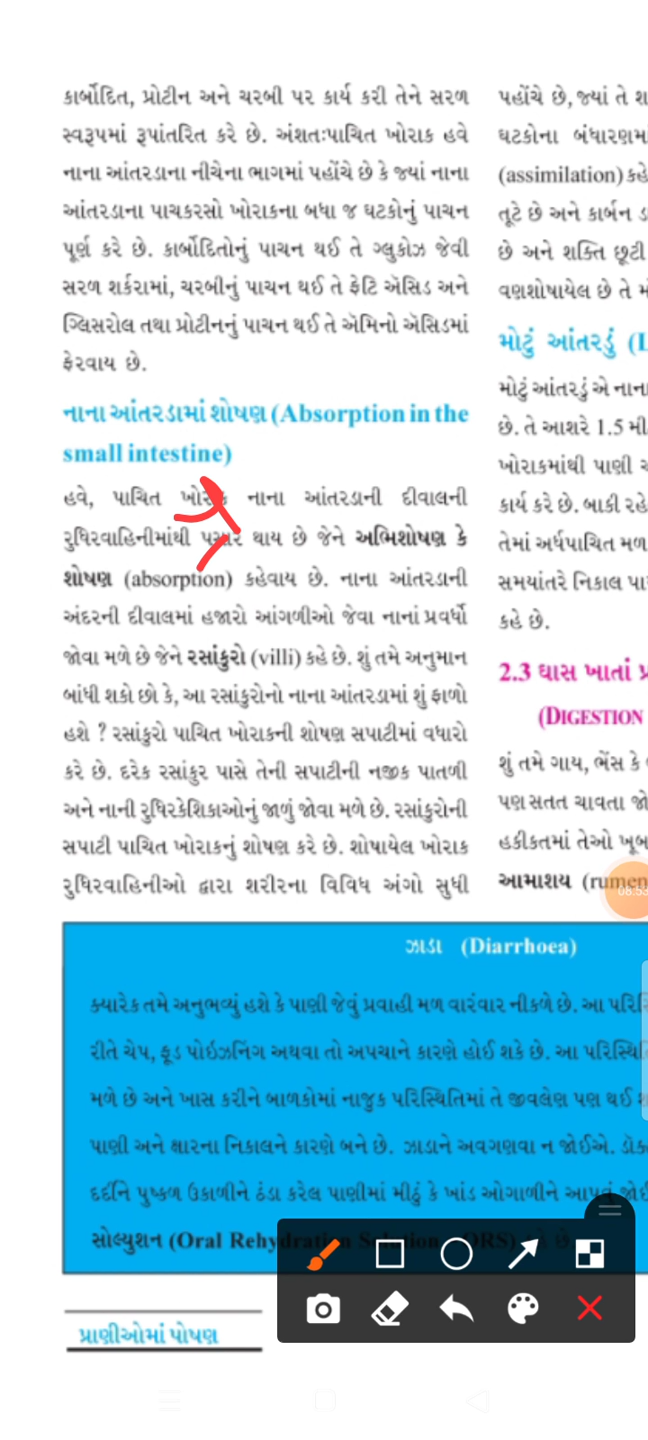 કાર્બોદિત, પ્રોટીન અને ચરબી પર કાર્ય કરી તેને સરળ
સ્વરૂપમાં રૂપાંતરિત કરે છે. અંશતઃપાચિત ખોરાક હવે
નાના આંતરડાના નીચેના ભાગમાં પહોંચે છે કે જ્યાં નાના
આંતરડાના પાચકરસો ખોરાકના બધા જ ઘટકોનું પાચન
પૂર્ણ કરે છે. કાર્બોદિતોનું પાચન થઈ તે ગ્લુકોઝ જેવી
સરળ શર્કરામાં, ચરબીનું પાચન થઈ તે ફેટિ ઍસિડ અને
ગ્લિસરોલ તથા પ્રોટીનનું પાચન થઈ તે ઍમિનો ઍસિડમાં
ફેરવાય છે.
નાના આંતરડામાં શોષણ (Absorption in the
small intestine)
હવે, પાચિત ખોરાક નાના આંતરડાની દીવાલની
રુધિરવાહિનીમાંથી પસાર થાય છે જેને અભિશોષણ કે
શોષણ (absorption) કહેવાય છે. નાના આંતરડાની
અંદરની દીવાલમાં હજારો આંગળીઓ જેવા નાનાં પ્રવર્ધો
જોવા મળે છે જેને રસાંકુરો (villi) કહે છે. શું તમે અનુમાન
બાંધી શકો છો કે, આ રસાંકુરોનો નાના આંતરડામાં શું ફાળો
હશે ? રસાંકુરો પાચિત ખોરાકની શોષણ સપાટીમાં વધારો
કરે છે. દરેક રસાંકુર પાસે તેની સપાટીની નજીક પાતળી
અને નાની રુધિરકેશિકાઓનું જાળું જોવા મળે છે. રસાંકુરોની
સપાટી પાચિત ખોરાકનું શોષણ કરે છે. શોષાયેલ ખોરાક
રુધિરવાહિનીઓ દ્વારા શરીરના વિવિધ અંગો સુધી
પહોંચે છે, જ્યાં તે
ઘટકોના
(assimilation) કહે
તૂટે છે અને કાર્બન
છે અને શક્તિ છૂટી
વણશોષાયેલ છે તે
મોટું આંતરડું (L
મોટું આંતરડું એ નાના
છે. તે આશરે 1.5 મી
ખોરાકમાંથી પાણી
કાર્ય કરે છે. બાકી રહે
તેમાં અર્ધપાચિત મળ
સમયાંતરે નિકાલ પા
કહે છે.
2.3 ઘાસ ખાતાં પ્ર
(DIGESTION
શું તમે ગાય, ભેંસ કે
પણ સતત ચાવતા જો
હકીકતમાં તેઓ ખૂબ
આમાશય (rumen
08:53
ઝાડા (Diarrhoea)
ક્યારેક તમે અનુભવ્યું હશે કે પાણી જેવું પ્રવાહી મળ વારંવાર નીકળે છે. આ
રીતે ચેપ, ફૂડ પોઇઝનિંગ અથવા તો અપચાને કારણે હોઈ શકે છે. આ
મળે છે અને ખાસ કરીને બાળકોમાં નાજુક પરિસ્થિતિમાં તે જીવલેણ પણ થઈ
પાણી અને ક્ષારના નિકાલને કારણે બને છે. ઝાડાને અવગણવા ન જોઈએ.
દર્દીને પુષ્કળ ઉકાળીને ઠંડા કરેલ પાણીમાં મીઠું કે ખાંડ ઓગાળીને આપવું
સોલ્યુશન (Oral Rehydration Solution ORS) કહે છે.
પ્રાણીઓમાં પોષણ